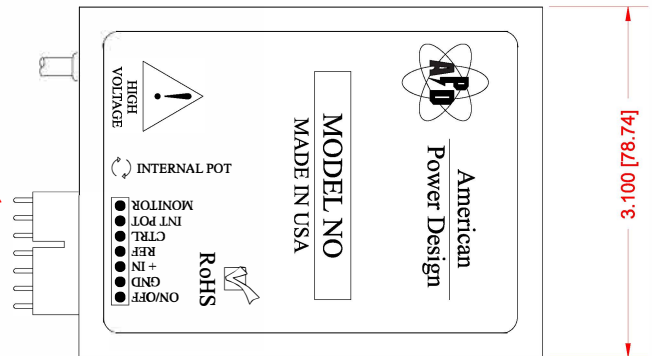 HIGH
VOLTAGE
INTERNAL POT
MONITOR
INT POT
CTRL
REF
+ IN
GND
ON/OFF
RoHS
MODEL NO
MADE IN USA
APD
American
Power Design
3.100 [78.74]